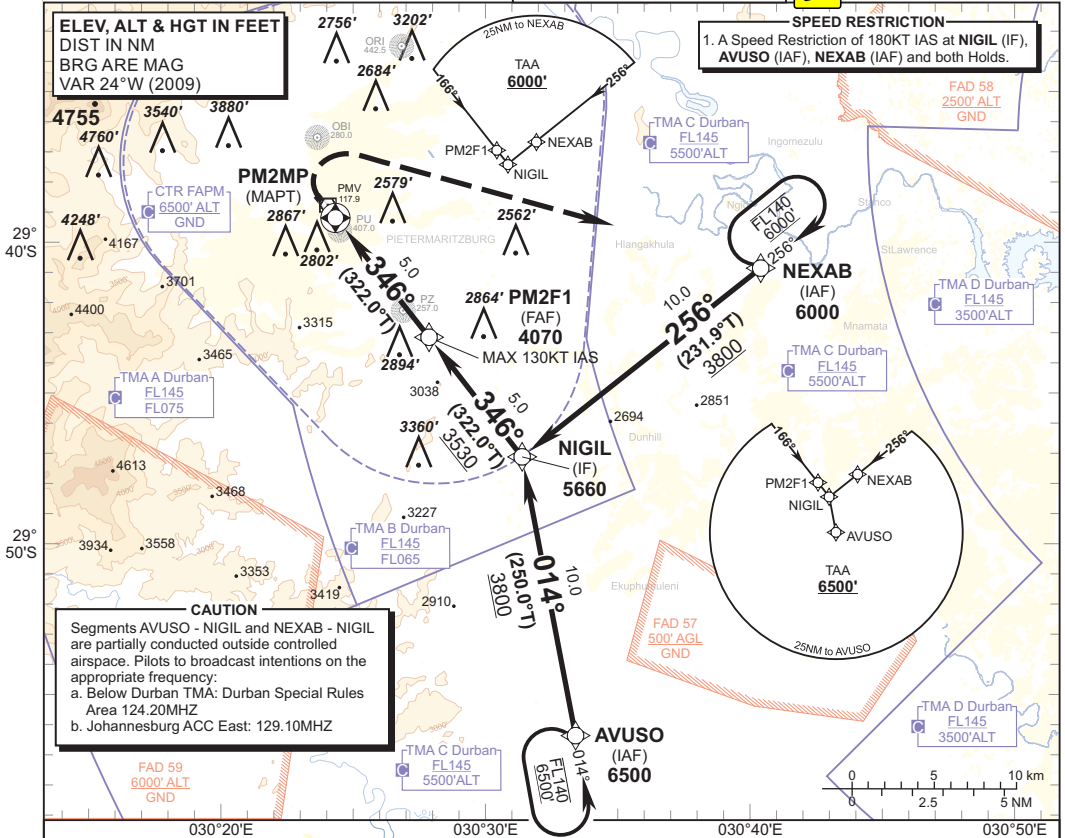 ELEV, ALT & HGT IN FEET
DIST IN NM
BRG ARE MAG
VAR 24°W (2009)
SPEED RESTRICTION
1. A Speed Restriction of 180KT IAS at NIGIL (IF),
AVUSO (IAF), NEXAB (IAF) and both Holds.
2756'
3202'
ORI
442.5
2684'
25NM to NEXAB
TAA
6000'
166°
256°
PM2F1
NEXAB
NIGIL
FAD 58
2500' ALT
GND
TMA C Durban
FL145
5500'ALT
C
Ingomezulu
4755
4760'
3540'
3880'
OBI
280.0
PM2MP
(MAPT)
PMV
117.9
2579'
CTR FAPM
6500' ALT
GND
C
4248'
4167
2867'
2802'
PU
407.0
PIETERMARITZBURG
2562'
Hlangakhula
FL140
6000'
256°
Stanco
StLawrence
29°
40'S
NEXAB
(IAF)
6000
3701
4400
3315
3465
5.0
346°
(322.0°T)
PZ
257.0
2864'
PM2F1
(FAF)
4070
MAX 130KT IAS
2894'
3038
10.0
256°
(231.9°T)
3800
TMA D Durban
FL145
3500'ALT
C
Mnamata
TMA C Durban
FL145
5500'ALT
C
TMA A Durban
FL145
FL075
C
5.0
346°
(322.0°T)
3530
2694
2851
Dunhill
3360'
NIGIL
(IF)
5660
166°
256°
PM2F1
NEXAB
NIGIL
AVUSO
TAA
6500'
25NM to AVUSO
4613
3468
3500
3227
29°
50'S
3934
3558
4000
3353
3419
2910
TMA B Durban
FL145
FL065
C
10.0
014°
(250.0°T)
3800
FAD 57
500' AGL
GND
CAUTION
Segments AVUSO - NIGIL and NEXAB - NIGIL
are partially conducted outside controlled
airspace. Pilots to broadcast intentions on the
appropriate frequency:
a. Below Durban TMA: Durban Special Rules
Area 124.20MHZ
b. Johannesburg ACC East: 129.10MHZ
3000
AVUSO
(IAF)
6500
014°
FL140
6500'
TMA D Durban
FL145
3500'ALT
C
TMA C Durban
FL145
5500'ALT
C
FAD 59
6000' ALT
GND
0 5 10 km
0 2.5 5 NM
030°20'E
030°30'E
030°40'E
030°50'E